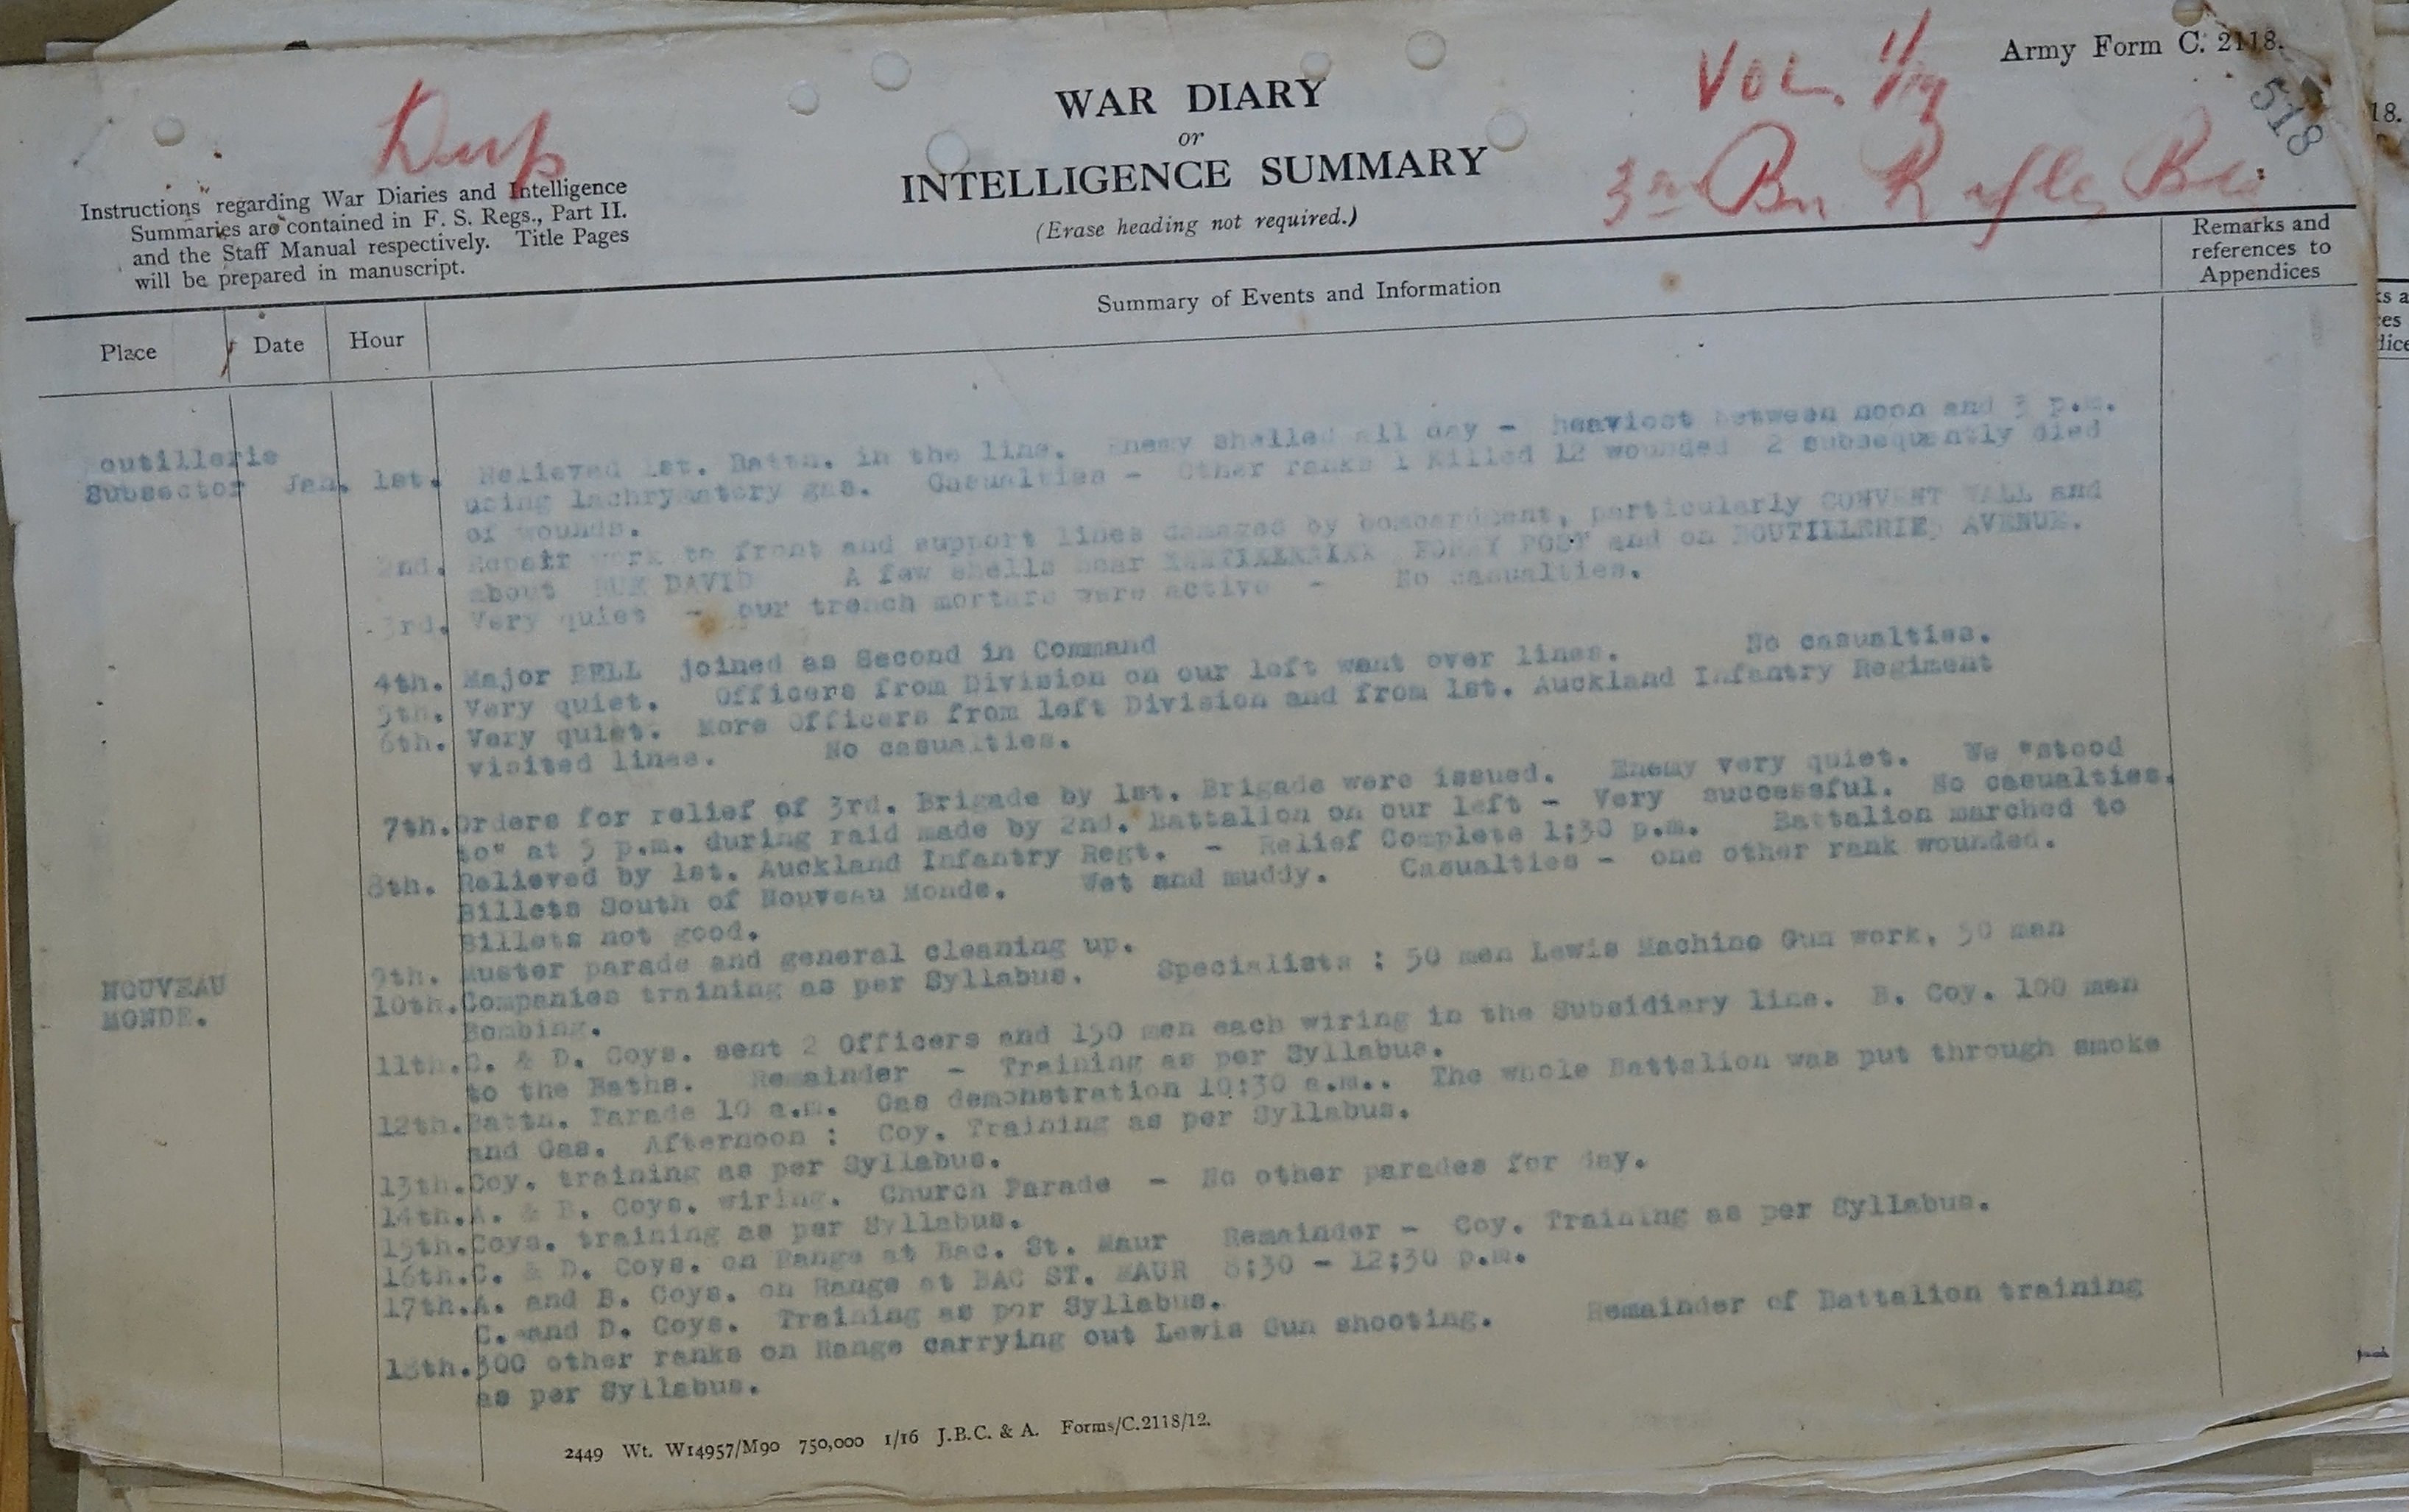 Dup
VOL. 1/17
Army Form C. 2118.
518
3rd Bn Rifle Bde
WAR DIARY
or
INTELLIGENCE SUMMARY
(Erase heading not required.)
Instructions regarding War Diaries and Intelligence
Summaries are contained in F. S. Regs., Part II.
and the Staff Manual respectively. Title Pages
will be prepared in manuscript.
Remarks and
references to
Appendices
Place Date Hour Summary of Events and Information
outillerie
Subsector Jan. 1st. Relieved 1st. Battn. in the line. Enemy shelled all day - heaviest between noon and 3 p.m.
using lachrymatory gas. Casualties - Other ranks 1 Killed 12 wounded 2 subsequently died
of wounds.
2nd. Repair work to front and support lines damaged by bombardment, particularly CONVENT WALL and
about RUE DAVID A few shells near POST and on BOUTILLERIE AVENUE.
3rd. Very quiet - our trench mortars were active - No casualties.
4th. Major BELL joined as Second in Command
5th. Very quiet. Officers from Division on our left want over lines. No casualties.
6th. Very quiet. More Officers from left Division and from 1st. Auckland Infantry Regiment
visited lines. No casualties.
7th. Orders for relief of 3rd. Brigade by 1st. Brigade were issued. Enemy very quiet. We "stood
to" at 5 p.m. during raid made by 2nd. Battalion on our left - Very successful. No casualties.
8th. Relieved by 1st. Auckland Infantry Regt. - Relief Complete 1;30 p.m. Battalion marched to
Billets South of Nouveau Monde. Wet and muddy. Casualties - one other rank wounded.
Billets not good.
NOUVEAU
MONDE.
9th. Muster parade and general cleaning up.
10th. Companies training as per Syllabus. Specialists : 50 men Lewis Machine Gun work, 50 men
Bombing.
11th. C. & D. Coys. sent 2 Officers and 150 men each wiring in the Subsidiary line. B. Coy. 100 men
to the Baths. Remainder - Training as per Syllabus.
12th. Battn. Parade 10 a.m. Gas demonstration 10:30 a.m.. The whole Battalion was put through smoke
and Gas. Afternoon : Coy. Training as per Syllabus.
13th. Coy. training as per Syllabus.
14th. A. & B. Coys. wiring. Church Parade - No other parades for day.
15th. Coys. training as per Syllabus.
16th. C. & D. Coys. on Range at Bac. St. Maur Remainder - Coy. Training as per Syllabus.
17th. A. and B. Coys. on Range at BAC ST. MAUR 8;30 - 12;30 p.m.
C. and D. Coys. Training as per Syllabus.
18th. 300 other ranks on Range carrying out Lewis Gun shooting. Remainder of Battalion training
as per Syllabus.
2449 Wt. W14957/M90 750,000 1/16 J.B.C. & A. Forms/C.2118/12.